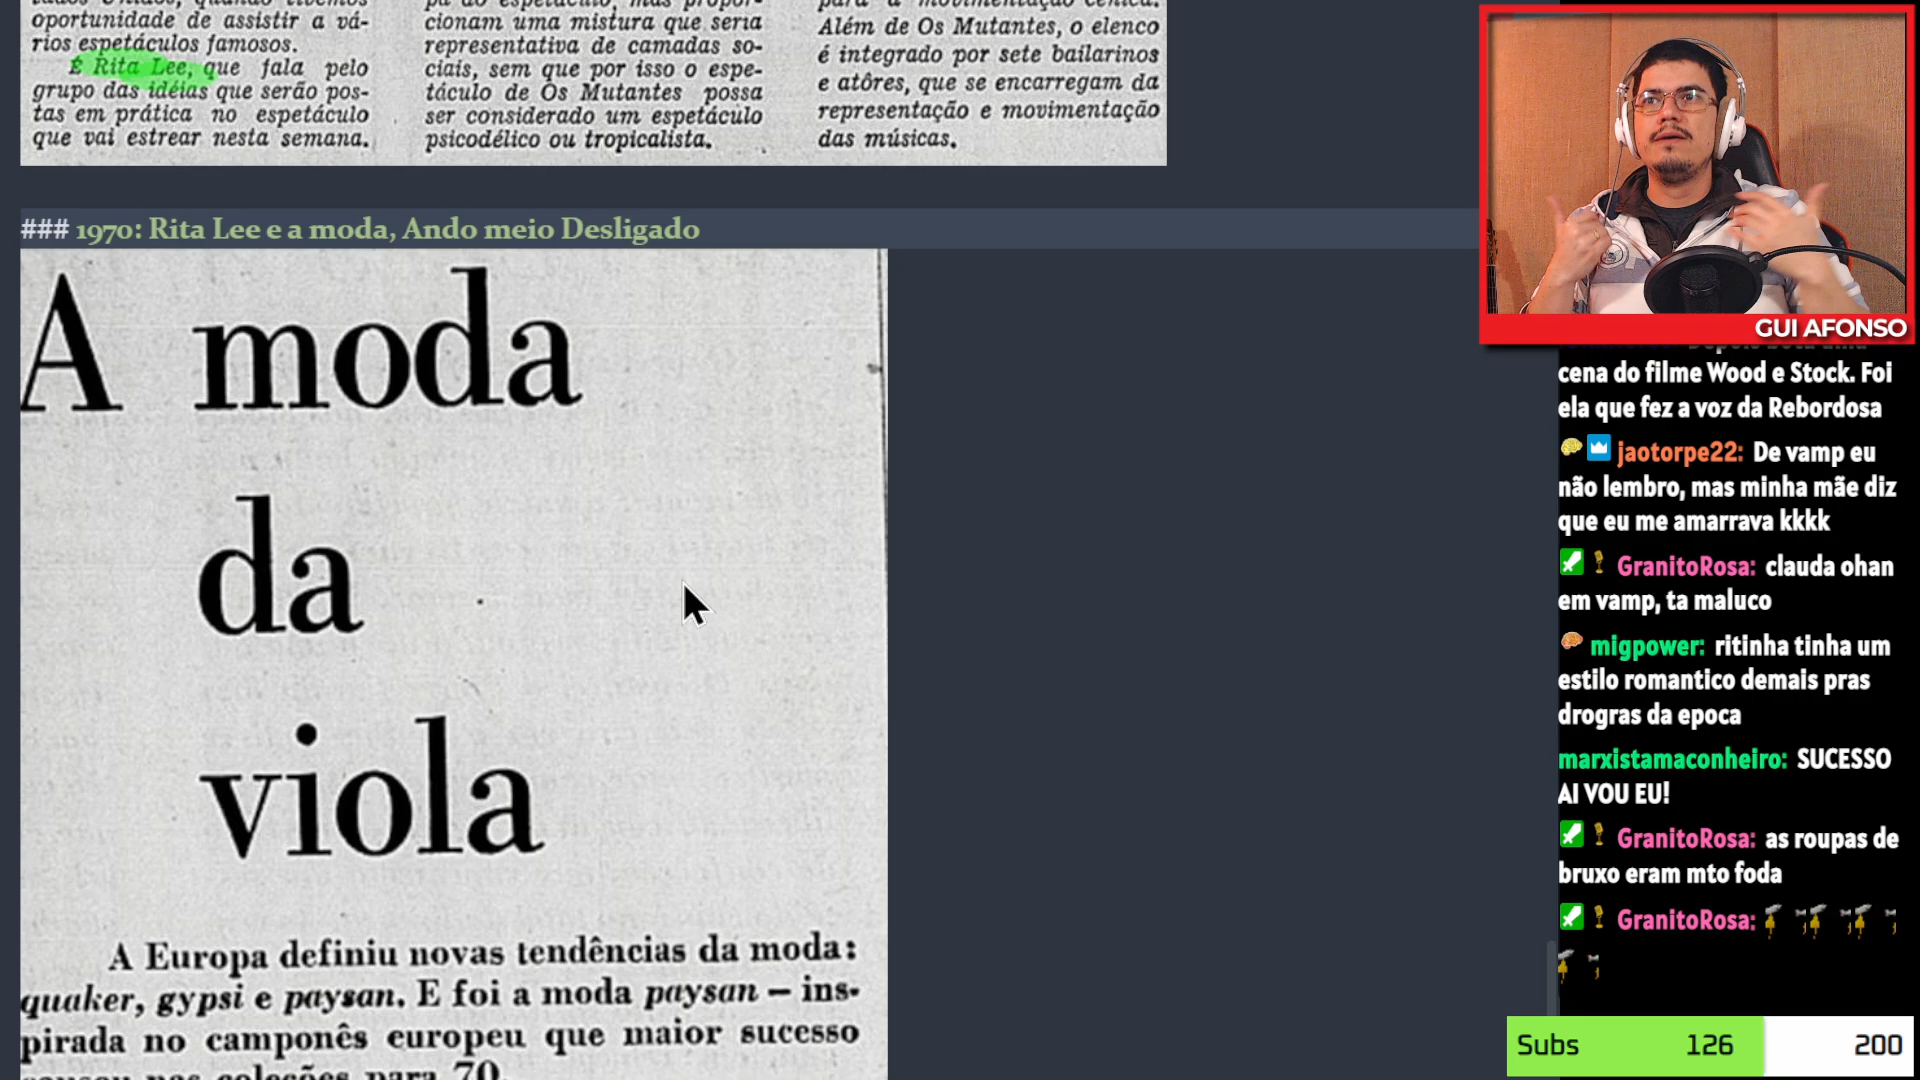 oportunidade de assistir a vá-
rios espetáculos famosos.
É Rita Lee, que fala pelo
grupo das idéias que serão pos-
tas em prática no espetáculo
que vai estrear nesta semana.
cionam uma mistura que seria
representativa de camadas so-
ciais, sem que por isso o espe-
táculo de Os Mutantes possa
ser considerado um espetáculo
psicodélico ou tropicalista.
para a movimentação cênica.
Além de Os Mutantes, o elenco
é integrado por sete bailarinos
e atôres, que se encarregam da
representação e movimentação
das músicas.
### 1970: Rita Lee e a moda, Ando meio Desligado
A moda
da
viola
A Europa definiu novas tendências da moda:
quaker, gypsi e paysan. E foi a moda paysan — ins-
pirada no camponês europeu que maior sucesso
nas coleções para 70.
GUI AFONSO
cena do filme Wood e Stock. Foi
ela que fez a voz da Rebordosa
jaotorpe22: De vamp eu
não lembro, mas minha mãe diz
que eu me amarrava kkkk
GranitoRosa: clauda ohan
em vamp, ta maluco
migpower: ritinha tinha um
estilo romantico demais pras
drogras da epoca
marxistamaconheiro: SUCESSO
AI VOU EU!
GranitoRosa: as roupas de
bruxo eram mto foda
GranitoRosa:
Subs 126 200